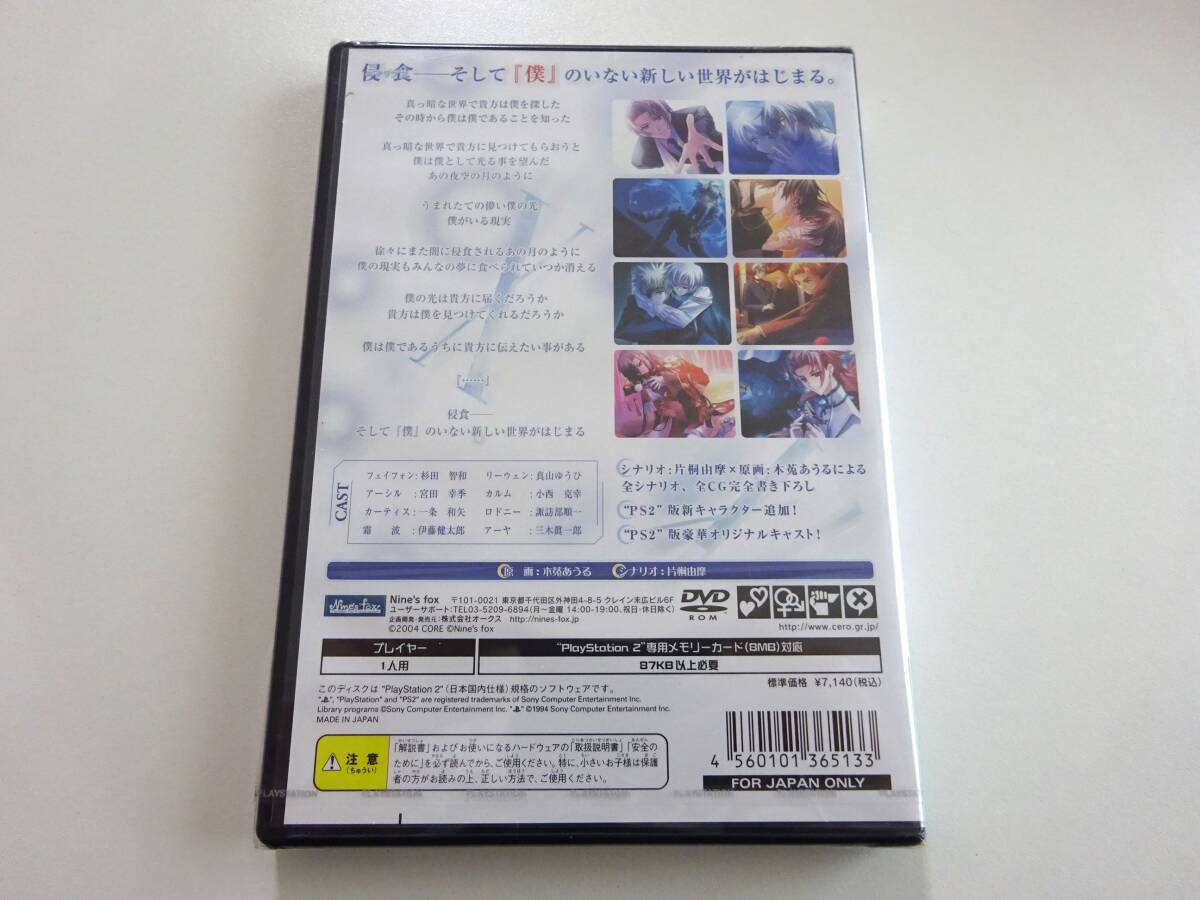 侵食――そして『僕』のいない新しい世界がはじまる。
真っ暗な世界で貴方は僕を探した
その時から僕は僕であることを知った
真っ暗な世界で貴方に見つけてもらおうと
僕は僕として光る事を望んだ
あの夜空の月のように
うまれたての儚い僕の光
僕がいる現実
徐々にまた闇に侵食されるあの月のように
僕の現実もみんなの夢に食べられていつか消える
僕の光は貴方に届くだろうか
貴方は僕を見つけてくれるだろうか
僕は僕であるうちに貴方に伝えたい事がある
『……』
侵食――
そして『僕』のいない新しい世界がはじまる
CAST
フェイフォン:杉田 智和 リーウェン:真山ゆうひ
アーシル:宮田 幸季 カルム:小西 克幸
カーティス:一条 和矢 ロドニー:諏訪部順一
霜 波:伊藤健太郎 アーヤ:三木眞一郎
シナリオ:片桐由摩×原画:木菟あうるによる
全シナリオ、全CG完全書き下ろし
“PS2”版新キャラクター追加!
“PS2”版豪華オリジナルキャスト!
原 画:木菟あうる シナリオ:片桐由摩
Nine's fox
Nine's fox 〒101-0021 東京都千代田区外神田4-8-5 クレイン末広ビル6F
ユーザーサポート:TEL03-5209-6894(月~金曜 14:00-19:00、祝日・休日除く)
企画開発・発売元:株式会社オークス http://nines-fox.jp
©2004 CORE ©Nine's fox
DVD
ROM
http://www.cero.gr.jp/
プレイヤー
1人用
"PlayStation 2"専用メモリーカード(8MB)対応
87KB以上必要
標準価格 ¥7,140(税込)
このディスクは "PlayStation 2" (日本国内仕様) 規格のソフトウェアです。
"PlayStation" and "PS2" are registered trademarks of Sony Computer Entertainment Inc.
Library programs ©Sony Computer Entertainment Inc. ©1994 Sony Computer Entertainment Inc.
MADE IN JAPAN
注意
(ちゅうい)
「解説書」およびお使いになるハードウェアの「取扱説明書」「安全の
ために」を必ず読んでから、ご使用ください。特に、小さいお子様は保護
者の方がお読みの上、正しい方法で、ご使用ください。
4 560101 365133
FOR JAPAN ONLY
PLAYSTATION PLAYSTATION PLAYSTATION PLAYSTATION PLAYSTATION